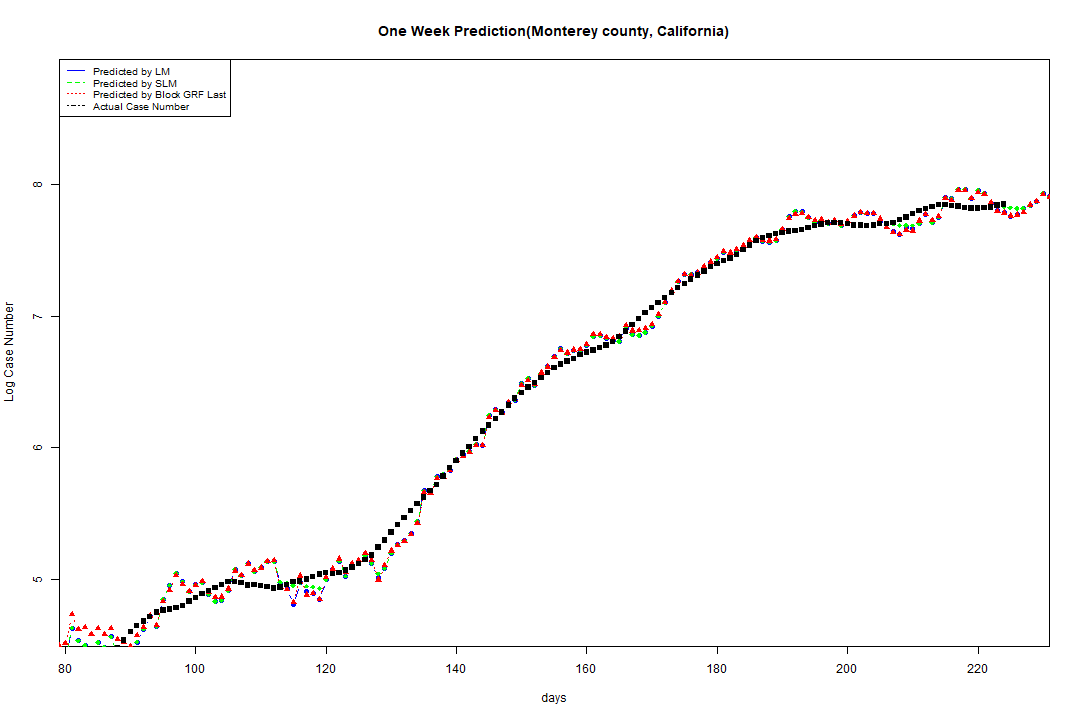 One Week Prediction(Monterey county, California)
Predicted by LM
Predicted by SLM
Predicted by Block GRF Last
Actual Case Number
8
7
6
5
Log Case Number
80 100 120 140 160 180 200 220
days